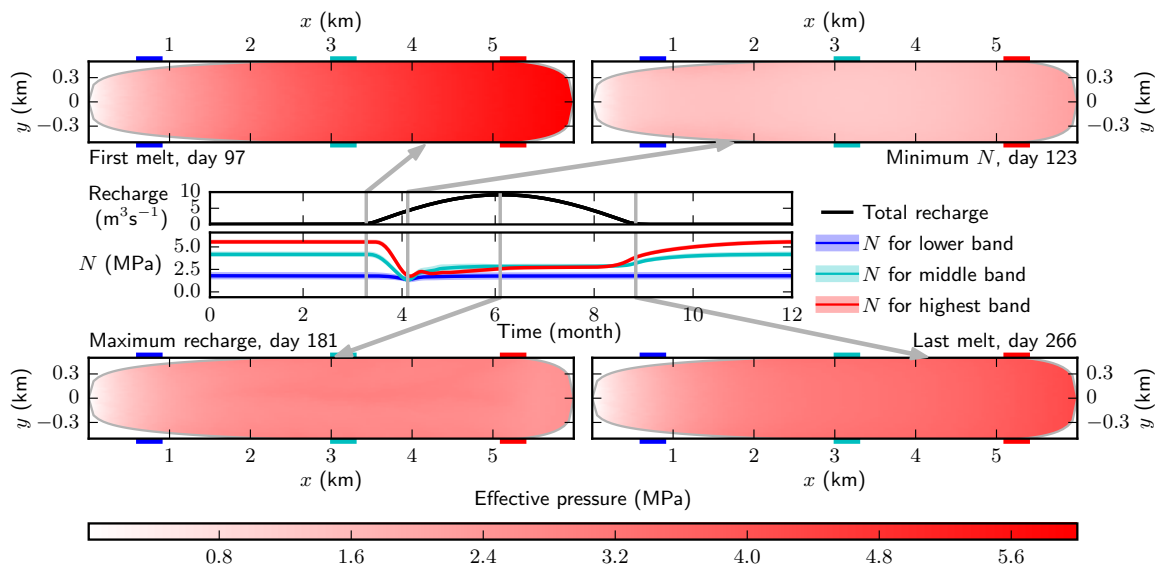 x (km)
x (km)
1 2 3 4 5
1 2 3 4 5
y (km)
0.3
0
−0.3
0.3
0
−0.3
y (km)
First melt, day 97
Minimum N, day 123
Recharge
(m³s⁻¹)
10
5
0
Total recharge
N (MPa)
5.0
2.5
0.0
N for lower band
N for middle band
N for highest band
0 2 4 6 8 10 12
Time (month)
Maximum recharge, day 181
Last melt, day 266
y (km)
0.3
0
−0.3
0.3
0
−0.3
y (km)
1 2 3 4 5
1 2 3 4 5
x (km)
x (km)
Effective pressure (MPa)
0.8 1.6 2.4 3.2 4.0 4.8 5.6